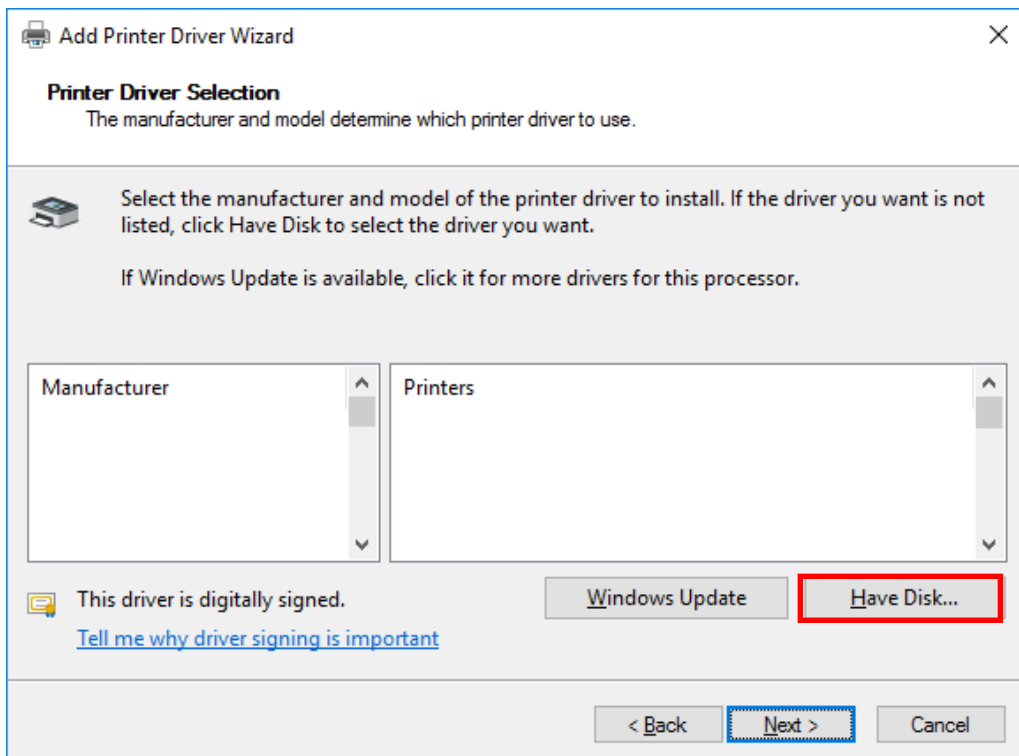 Add Printer Driver Wizard
Printer Driver Selection
The manufacturer and model determine which printer driver to use.
Select the manufacturer and model of the printer driver to install. If the driver you want is not
listed, click Have Disk to select the driver you want.
If Windows Update is available, click it for more drivers for this processor.
Manufacturer
Printers
This driver is digitally signed.
Windows Update
Have Disk...
Tell me why driver signing is important
< Back
Next >
Cancel